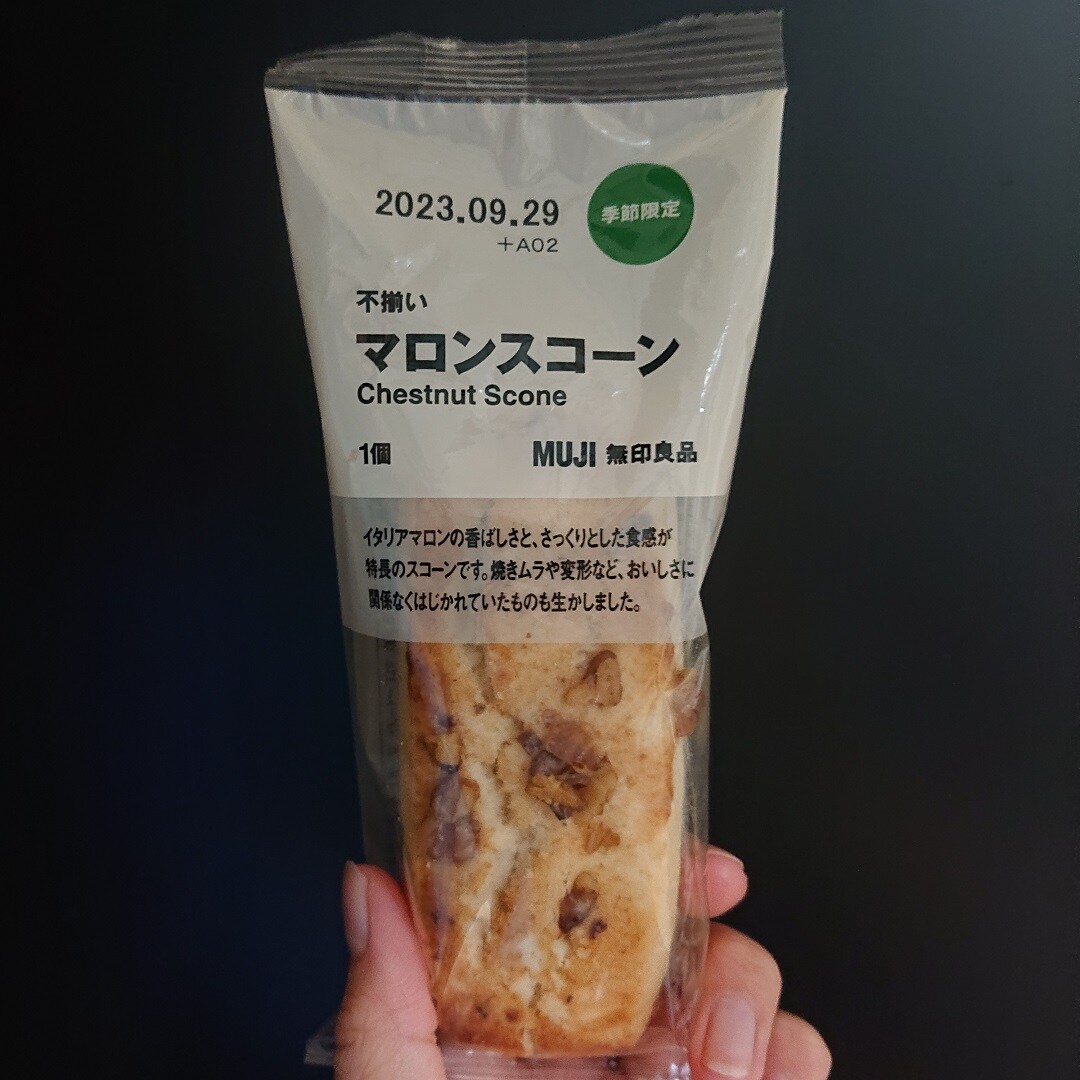 2023.09.29
+A02
季節限定
不揃い
マロンスコーン
Chestnut Scone
1個
MUJI 無印良品
イタリアマロンの香ばしさと、さっくりとした食感が
特長のスコーンです。焼きムラや変形など、おいしさに
関係なくはじかれていたものも生かしました。